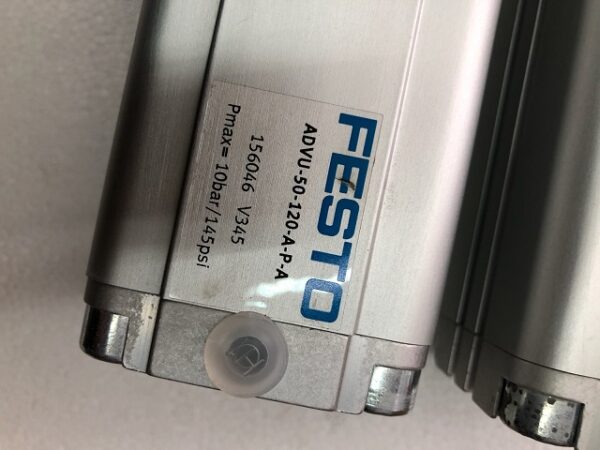 FESTO
ADVU-50-120-A-P-A
156046 V345
Pmax= 10bar/145psi